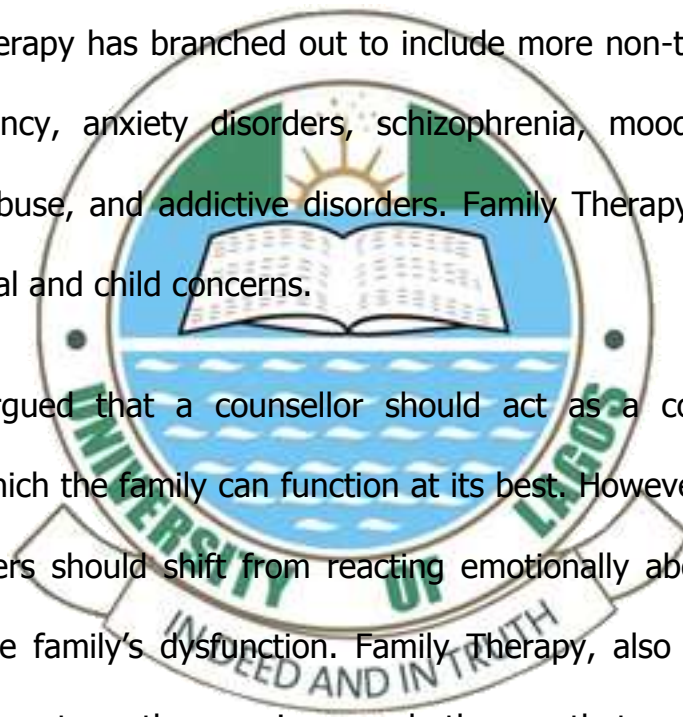 erapy has branched out to include more non-t
ncy, anxiety disorders, schizophrenia, mood
buse, and addictive disorders. Family Therapy
al and child concerns.
rgued that a counsellor should act as a co
hich the family can function at its best. Howeve
ers should shift from reacting emotionally abo
e family's dysfunction. Family Therapy, also
UNIVERSITY OF LAGOS
IN DEED AND IN TRUTH